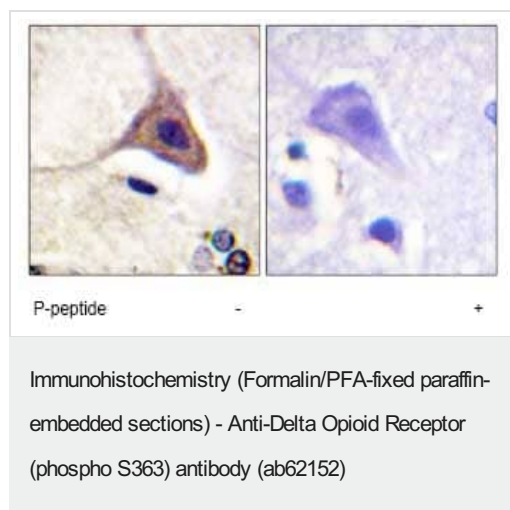 P-peptide - +
Immunohistochemistry (Formalin/PFA-fixed paraffin-
embedded sections) - Anti-Delta Opioid Receptor
(phospho S363) antibody (ab62152)